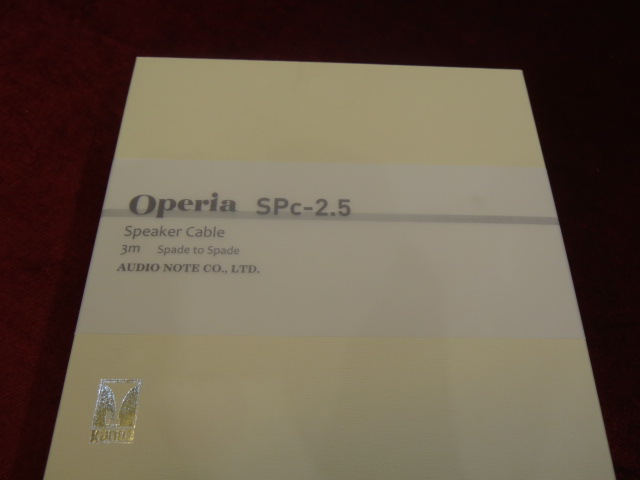 Operia SPc-2.5
Speaker Cable
3m Spade to Spade
AUDIO NOTE CO., LTD.